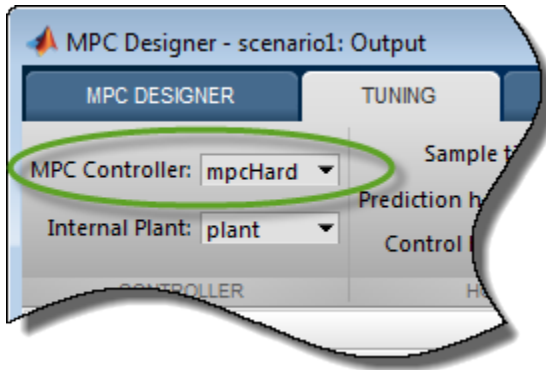 MPC Designer - scenario1: Output
MPC DESIGNER
TUNING
MPC Controller: mpcHard
Internal Plant: plant
Sample
Prediction
Control